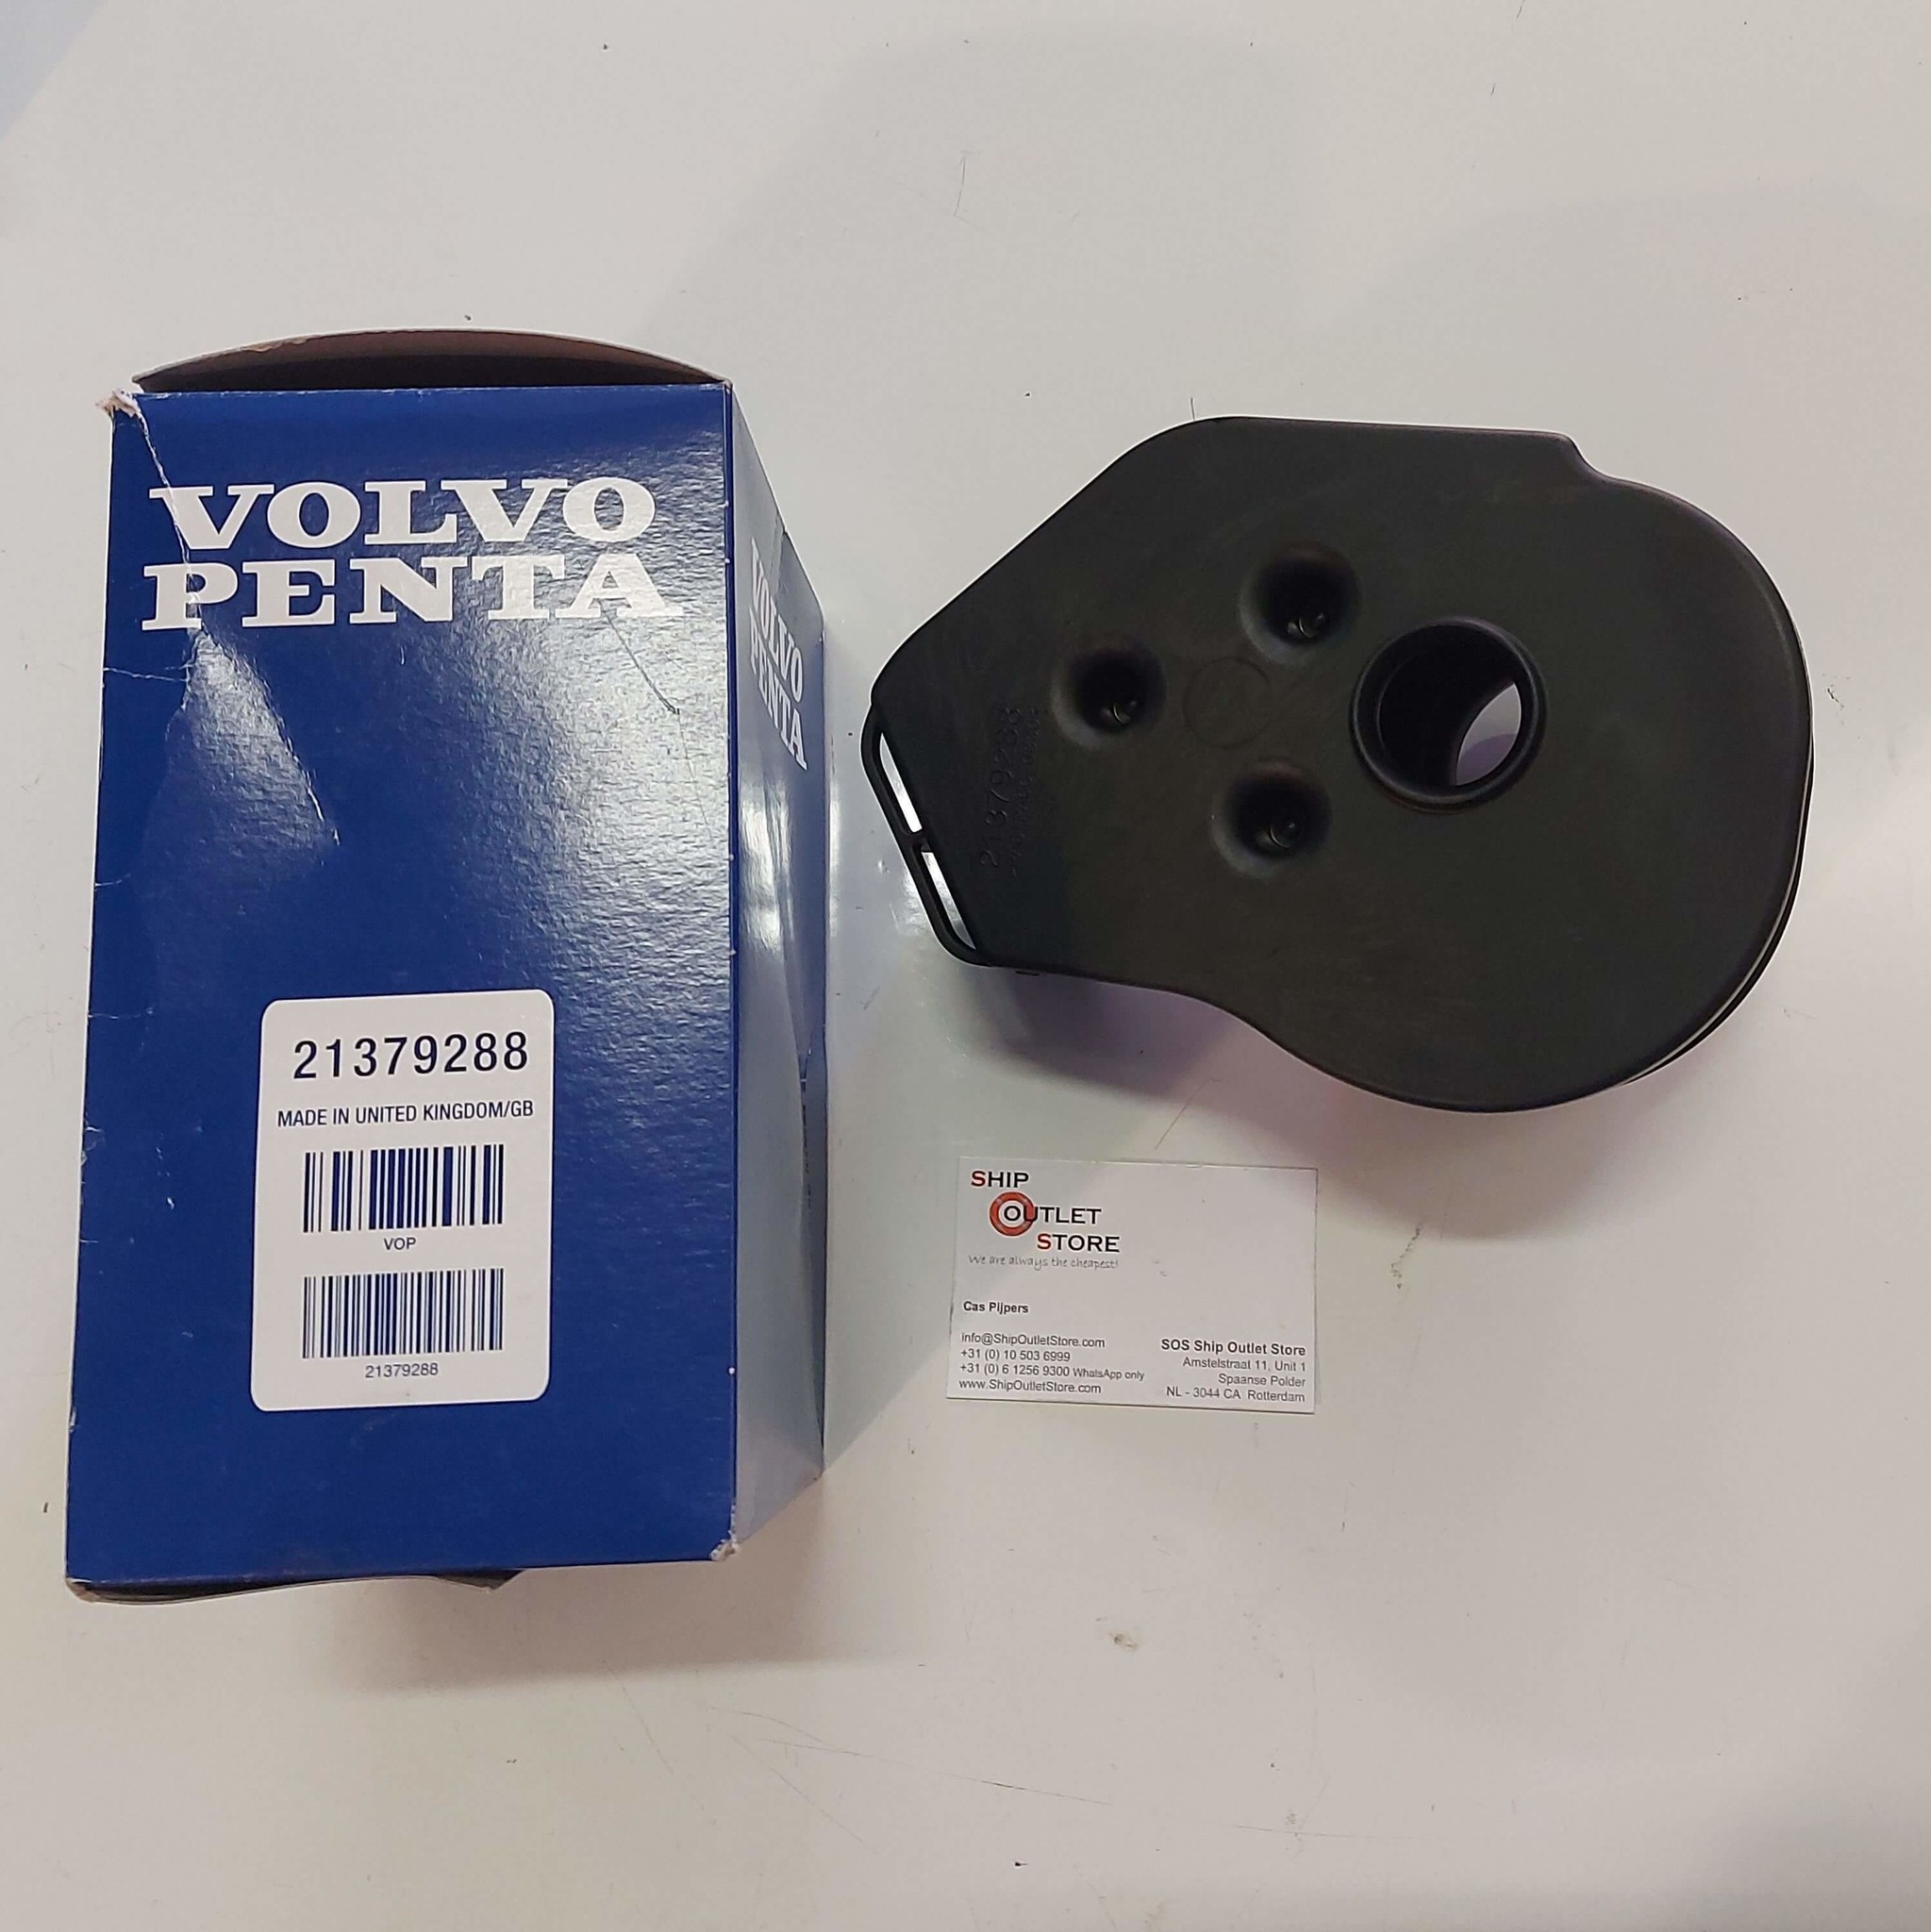 VOLVO
PENTA
VOLVO
PENTA
21379288
MADE IN UNITED KINGDOM/GB
VOP
21379288
21379288
SHIP
OUTLET
STORE
We are always the cheapest!
Cas Pijpers
info@ShipOutletStore.com
+31 (0) 10 503 6999
+31 (0) 6 1256 9300 WhatsApp only
www.ShipOutletStore.com
SOS Ship Outlet Store
Amstelstraat 11, Unit 1
Spaanse Polder
NL - 3044 CA Rotterdam